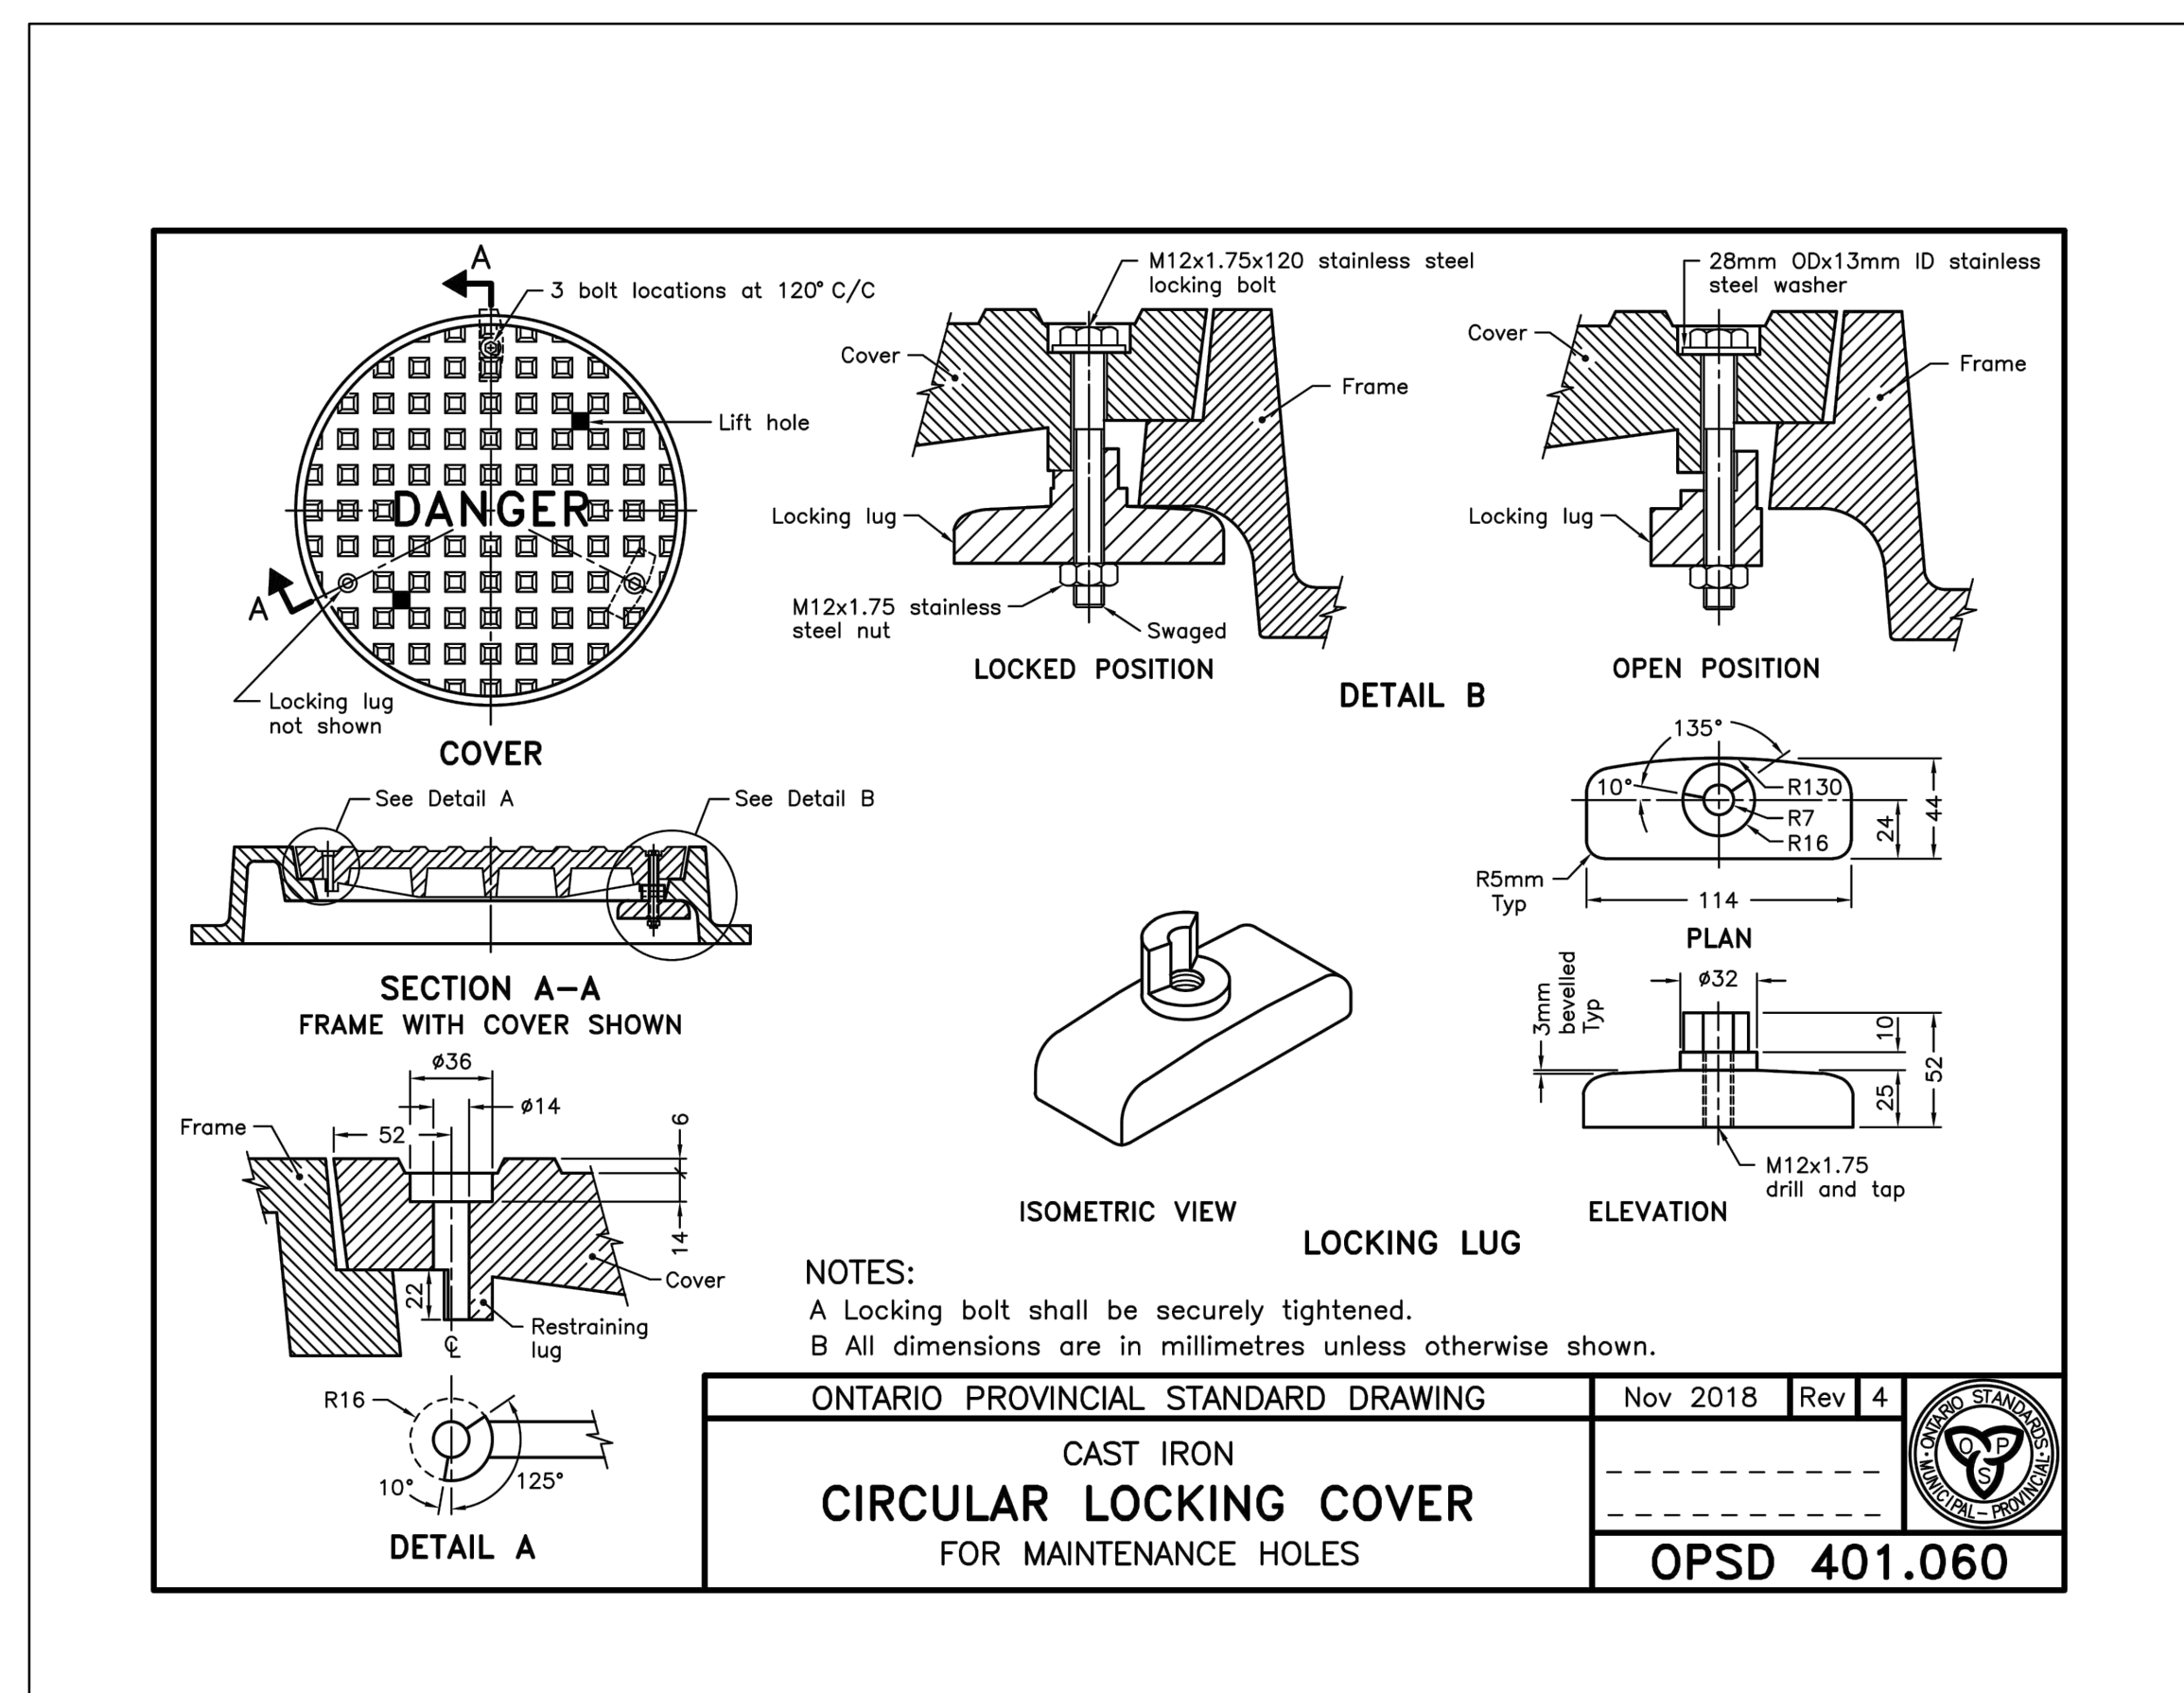 A
3 bolt locations at 120° C/C
Lift hole
DANGER
A
Locking lug
not shown
COVER
M12x1.75x120 stainless steel
locking bolt
Cover
Frame
Locking lug
M12x1.75 stainless
steel nut
Swaged
LOCKED POSITION
28mm ODx13mm ID stainless
steel washer
Cover
Frame
Locking lug
OPEN POSITION
DETAIL B
See Detail A
See Detail B
SECTION A-A
FRAME WITH COVER SHOWN
ø36
ø14
52
6
Frame
14
22
Cover
Restraining
lug
℄
R16
10°
125°
DETAIL A
ISOMETRIC VIEW
135°
10°
R130
R7
R16
24
44
R5mm
Typ
114
PLAN
3mm
bevelled
Typ
ø32
10
52
25
M12x1.75
drill and tap
ELEVATION
LOCKING LUG
NOTES:
A Locking bolt shall be securely tightened.
B All dimensions are in millimetres unless otherwise shown.
ONTARIO PROVINCIAL STANDARD DRAWING
Nov 2018
Rev
4
CAST IRON
CIRCULAR LOCKING COVER
FOR MAINTENANCE HOLES
ONTARIO STANDARDS
MUNICIPAL - PROVINCIAL
O P
S
OPSD 401.060